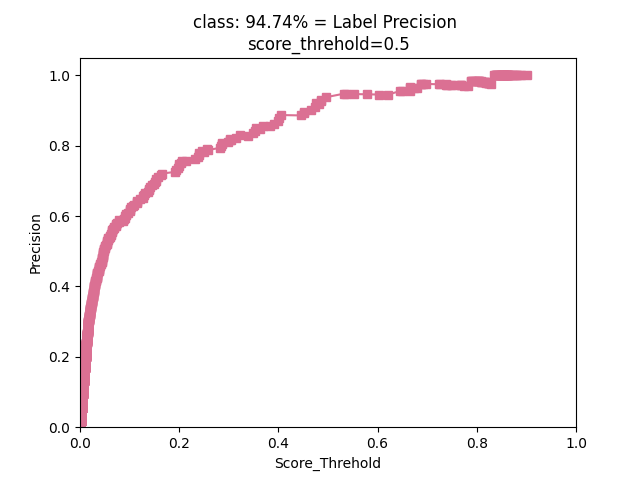 class: 94.74% = Label Precision
score_threhold=0.5
1.0
0.8
0.6
0.4
0.2
0.0
Precision
0.0 0.2 0.4 0.6 0.8 1.0
Score_Threhold